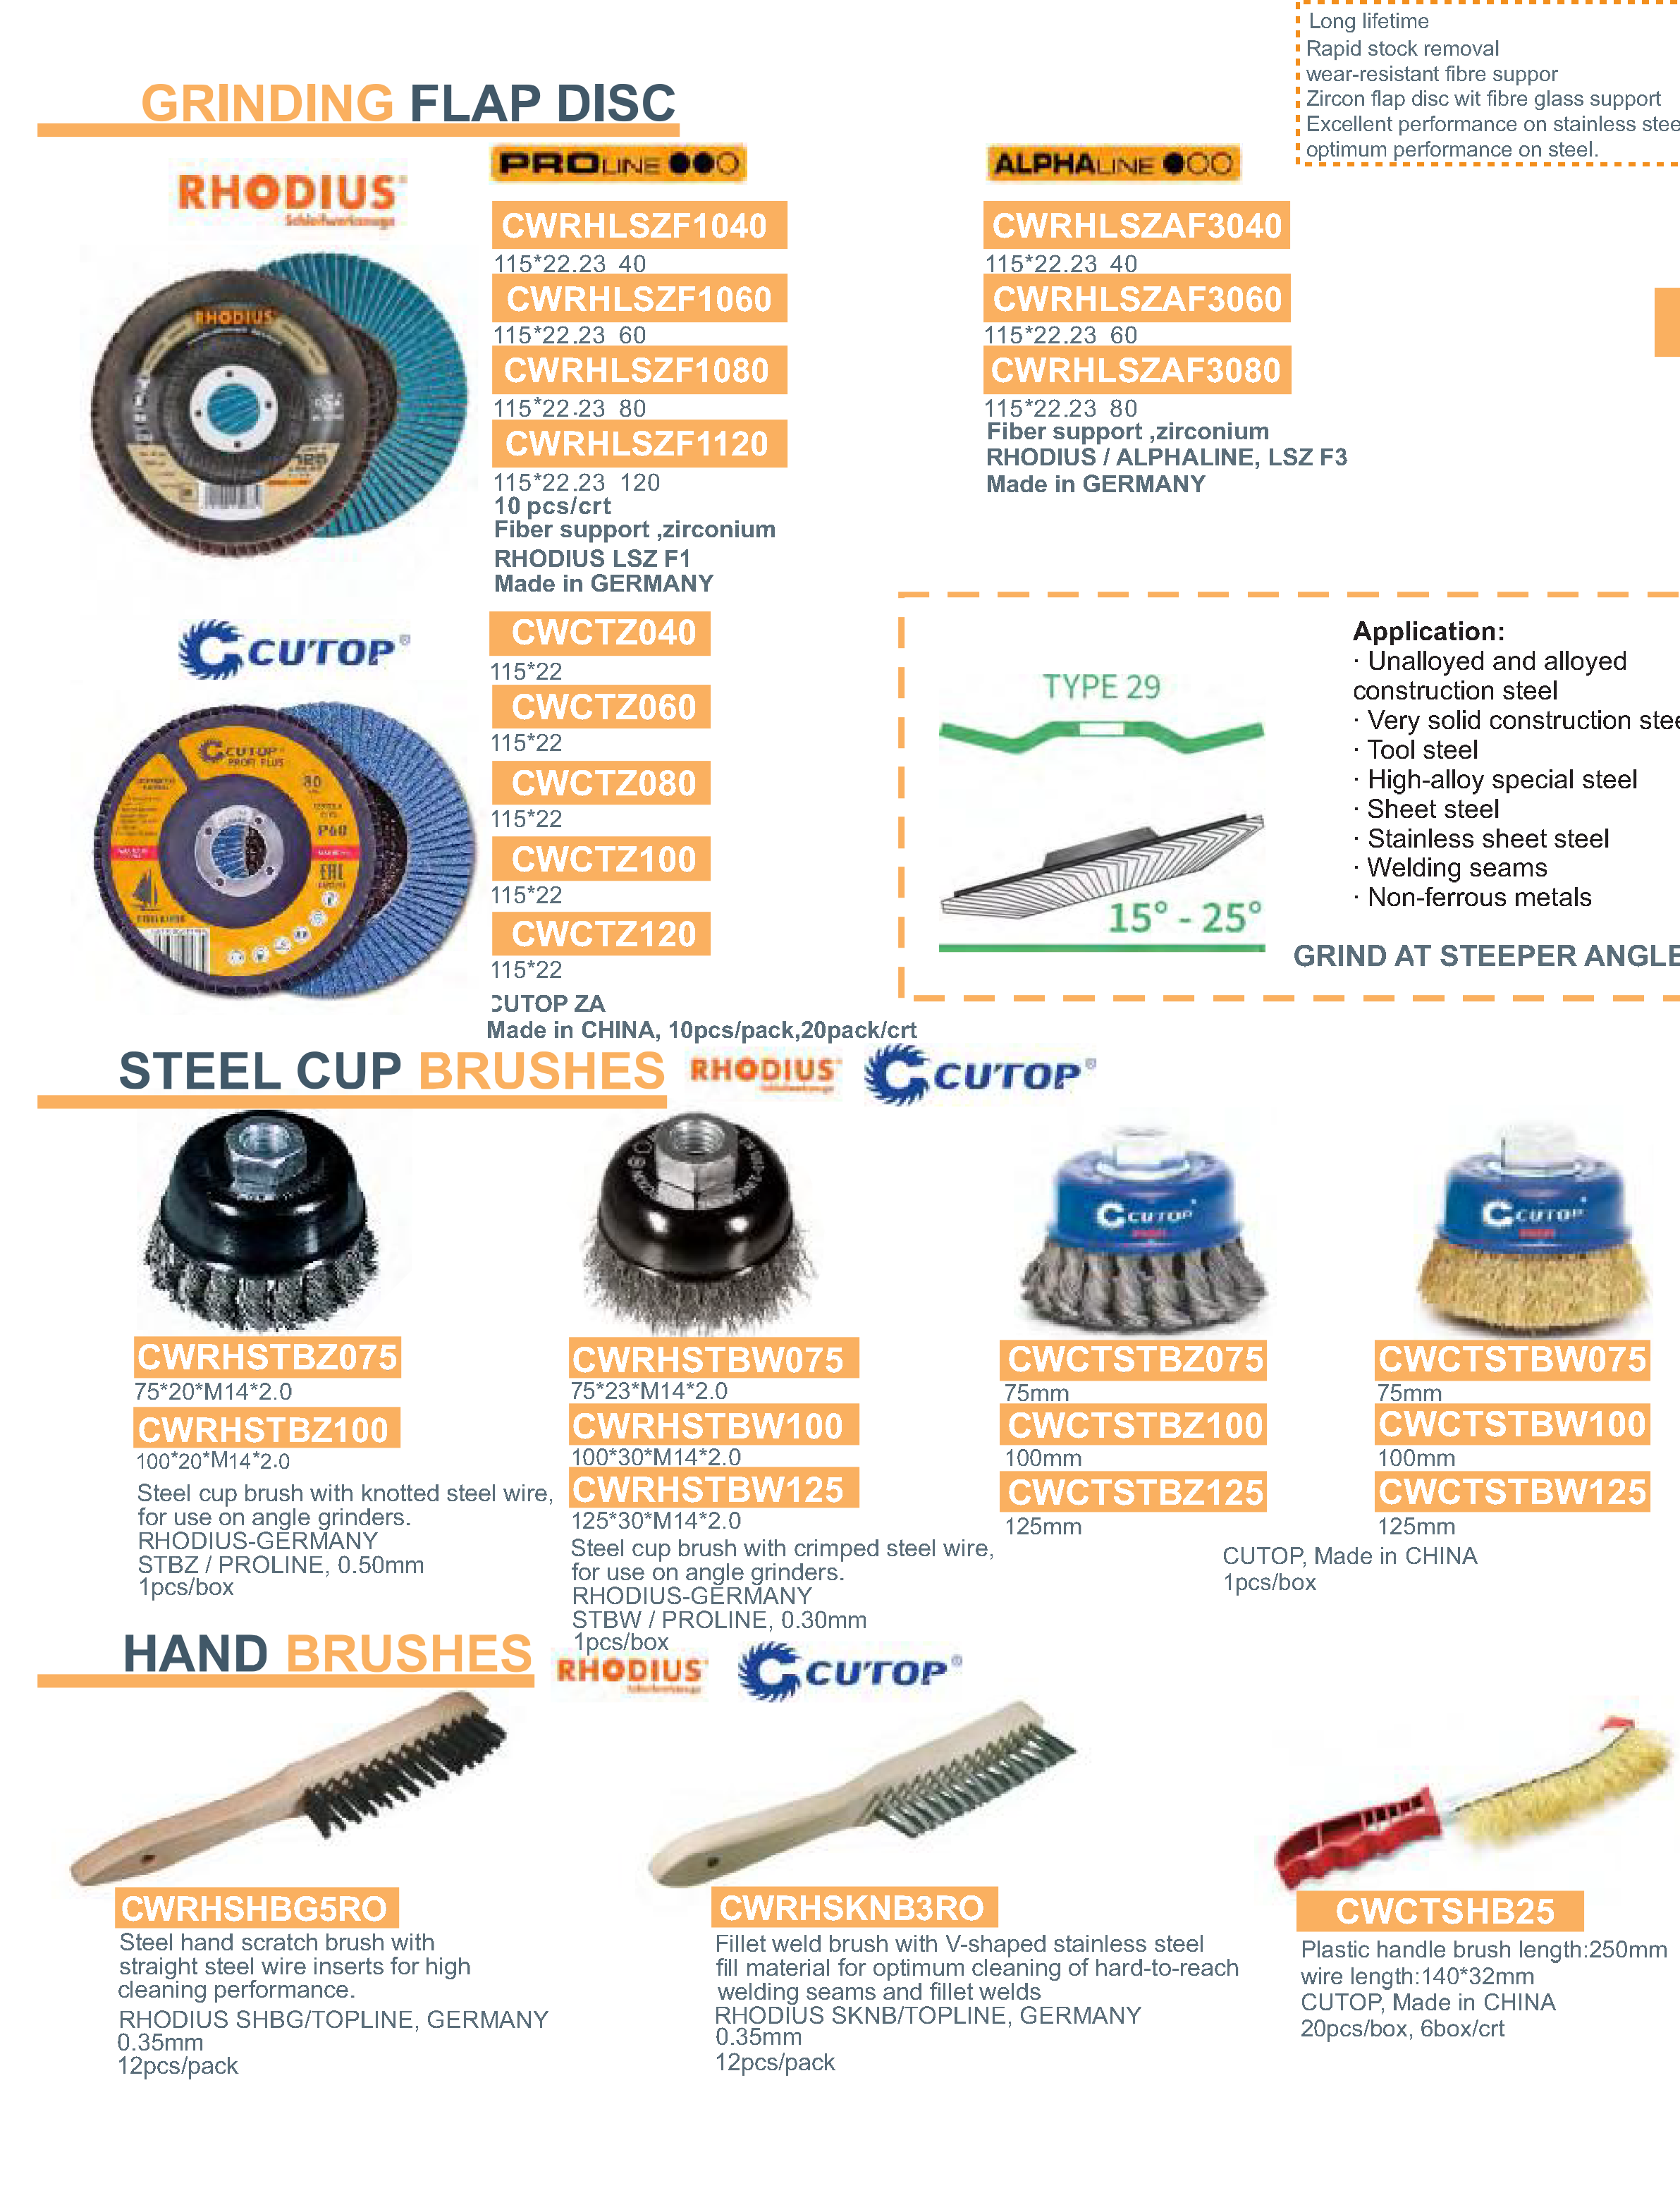 Long lifetime
Rapid stock removal
wear-resistant fibre suppor
Zircon flap disc wit fibre glass support
Excellent performance on stainless stee
optimum performance on steel.
GRINDING FLAP DISC
RHODIUS
Schleifwerkzeuge
PROLINE
CWRHLSZF1040
115*22.23 40
CWRHLSZF1060
115*22.23 60
CWRHLSZF1080
115*22.23 80
CWRHLSZF1120
115*22.23 120
10 pcs/crt
Fiber support ,zirconium
RHODIUS LSZ F1
Made in GERMANY
ALPHALINE
CWRHLSZAF3040
115*22.23 40
CWRHLSZAF3060
115*22.23 60
CWRHLSZAF3080
115*22.23 80
Fiber support ,zirconium
RHODIUS / ALPHALINE, LSZ F3
Made in GERMANY
RHODIUS
CUTOP®
CUTOP
PROFI PLUS
80
P60
EAC
CWCTZ040
115*22
CWCTZ060
115*22
CWCTZ080
115*22
CWCTZ100
115*22
CWCTZ120
115*22
CUTOP ZA
Made in CHINA, 10pcs/pack,20pack/crt
TYPE 29
15° - 25°
Application:
· Unalloyed and alloyed
construction steel
· Very solid construction stee
· Tool steel
· High-alloy special steel
· Sheet steel
· Stainless sheet steel
· Welding seams
· Non-ferrous metals
GRIND AT STEEPER ANGLE
STEEL CUP BRUSHES
RHODIUS
Schleifwerkzeuge
CUTOP®
CUTOP
CUTOP
CWRHSTBZ075
75*20*M14*2.0
CWRHSTBZ100
100*20*M14*2.0
Steel cup brush with knotted steel wire,
for use on angle grinders.
RHODIUS-GERMANY
STBZ / PROLINE, 0.50mm
1pcs/box
CWRHSTBW075
75*23*M14*2.0
CWRHSTBW100
100*30*M14*2.0
CWRHSTBW125
125*30*M14*2.0
Steel cup brush with crimped steel wire,
for use on angle grinders.
RHODIUS-GERMANY
STBW / PROLINE, 0.30mm
1pcs/box
CWCTSTBZ075
75mm
CWCTSTBZ100
100mm
CWCTSTBZ125
125mm
CWCTSTBW075
75mm
CWCTSTBW100
100mm
CWCTSTBW125
125mm
CUTOP, Made in CHINA
1pcs/box
HAND BRUSHES
RHODIUS
Schleifwerkzeuge
CUTOP®
CWRHSHBG5RO
Steel hand scratch brush with
straight steel wire inserts for high
cleaning performance.
RHODIUS SHBG/TOPLINE, GERMANY
0.35mm
12pcs/pack
CWRHSKNB3RO
Fillet weld brush with V-shaped stainless steel
fill material for optimum cleaning of hard-to-reach
welding seams and fillet welds
RHODIUS SKNB/TOPLINE, GERMANY
0.35mm
12pcs/pack
CWCTSHB25
Plastic handle brush length:250mm
wire length:140*32mm
CUTOP, Made in CHINA
20pcs/box, 6box/crt